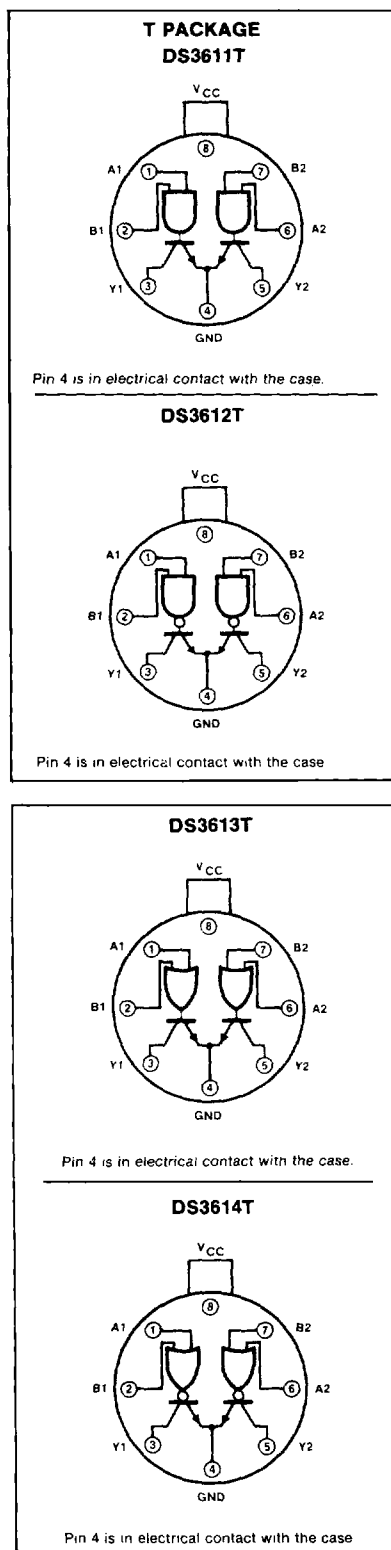 T PACKAGE
DS3611T
VCC
8
A1 1 7 B2
B1 2 6 A2
Y1 3 5 Y2
4
GND
Pin 4 is in electrical contact with the case.
DS3612T
VCC
8
A1 1 7 B2
B1 2 6 A2
Y1 3 5 Y2
4
GND
Pin 4 is in electrical contact with the case
DS3613T
VCC
8
A1 1 7 B2
B1 2 6 A2
Y1 3 5 Y2
4
GND
Pin 4 is in electrical contact with the case.
DS3614T
VCC
8
A1 1 7 B2
B1 2 6 A2
Y1 3 5 Y2
4
GND
Pin 4 is in electrical contact with the case